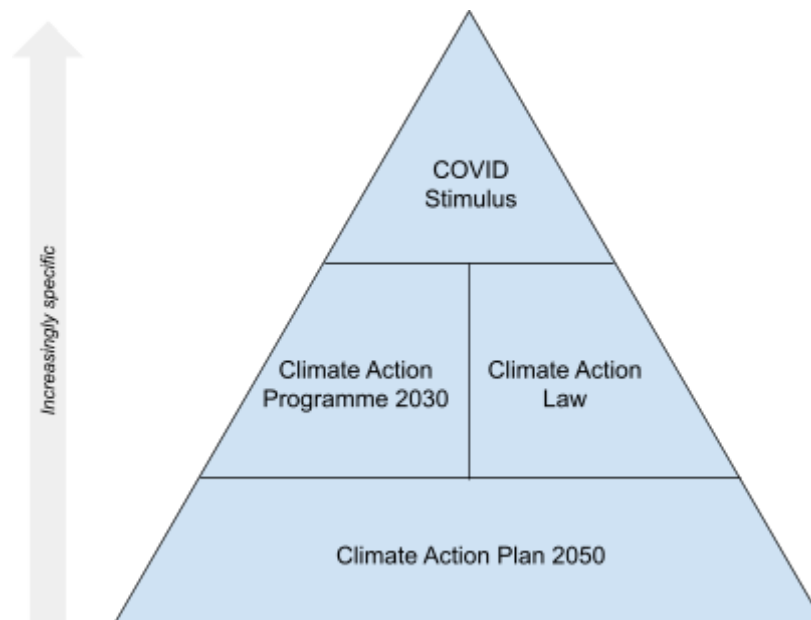 COVID
Stimulus
Increasingly specific
Climate Action
Programme 2030
Climate Action
Law
Climate Action Plan 2050